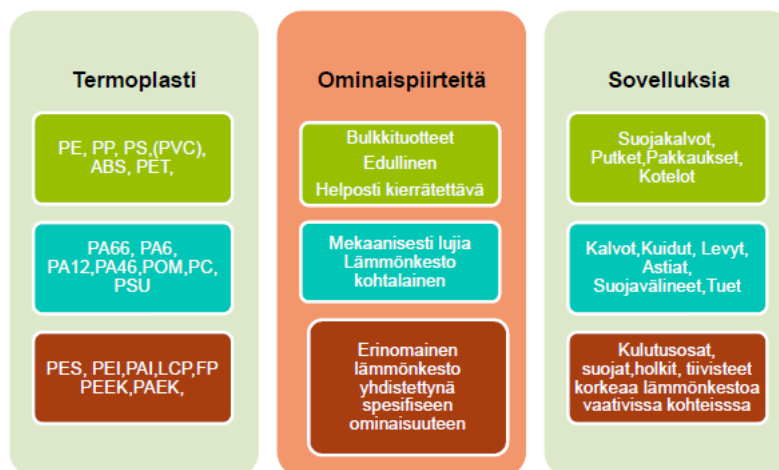 Termoplasti
PE, PP, PS,(PVC),
ABS, PET,
PA66, PA6,
PA12,PA46,POM,PC,
PSU
PES, PEI,PAI,LCP,FP
PEEK,PAEK,
Ominaispiirteitä
Bulkkituotteet
Edullinen
Helposti kierrätettävä
Mekaanisesti lujia
Lämmönkesto
kohtalainen
Erinomainen
lämmönkesto
yhdistettynä
spesifiseen
ominaisuuteen
Sovelluksia
Suojakalvot,
Putket,Pakkaukset,
Kotelot
Kalvot,Kuidut, Levyt,
Astiat,
Suojavälineet,Tuet
Kulutusosat,
suojat,holkit, tiivisteet
korkeaa lämmönkestoa
vaativissa kohteisssa